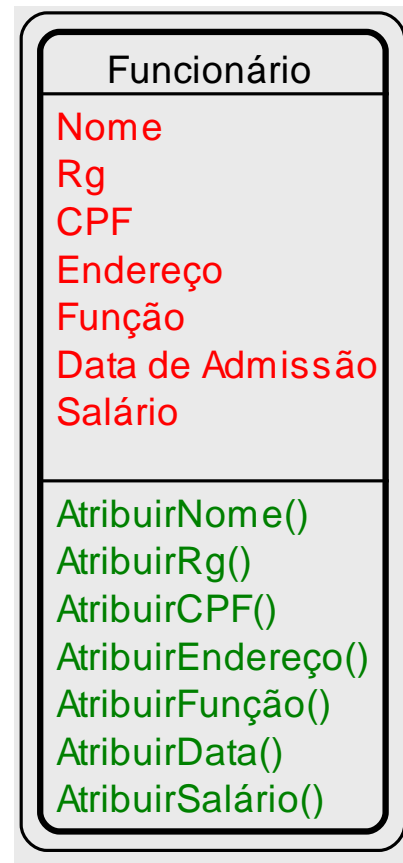 Funcionário
Nome
Rg
CPF
Endereço
Função
Data de Admissão
Salário
AtribuirNome()
AtribuirRg()
AtribuirCPF()
AtribuirEndereço()
AtribuirFunção()
AtribuirData()
AtribuirSalário()